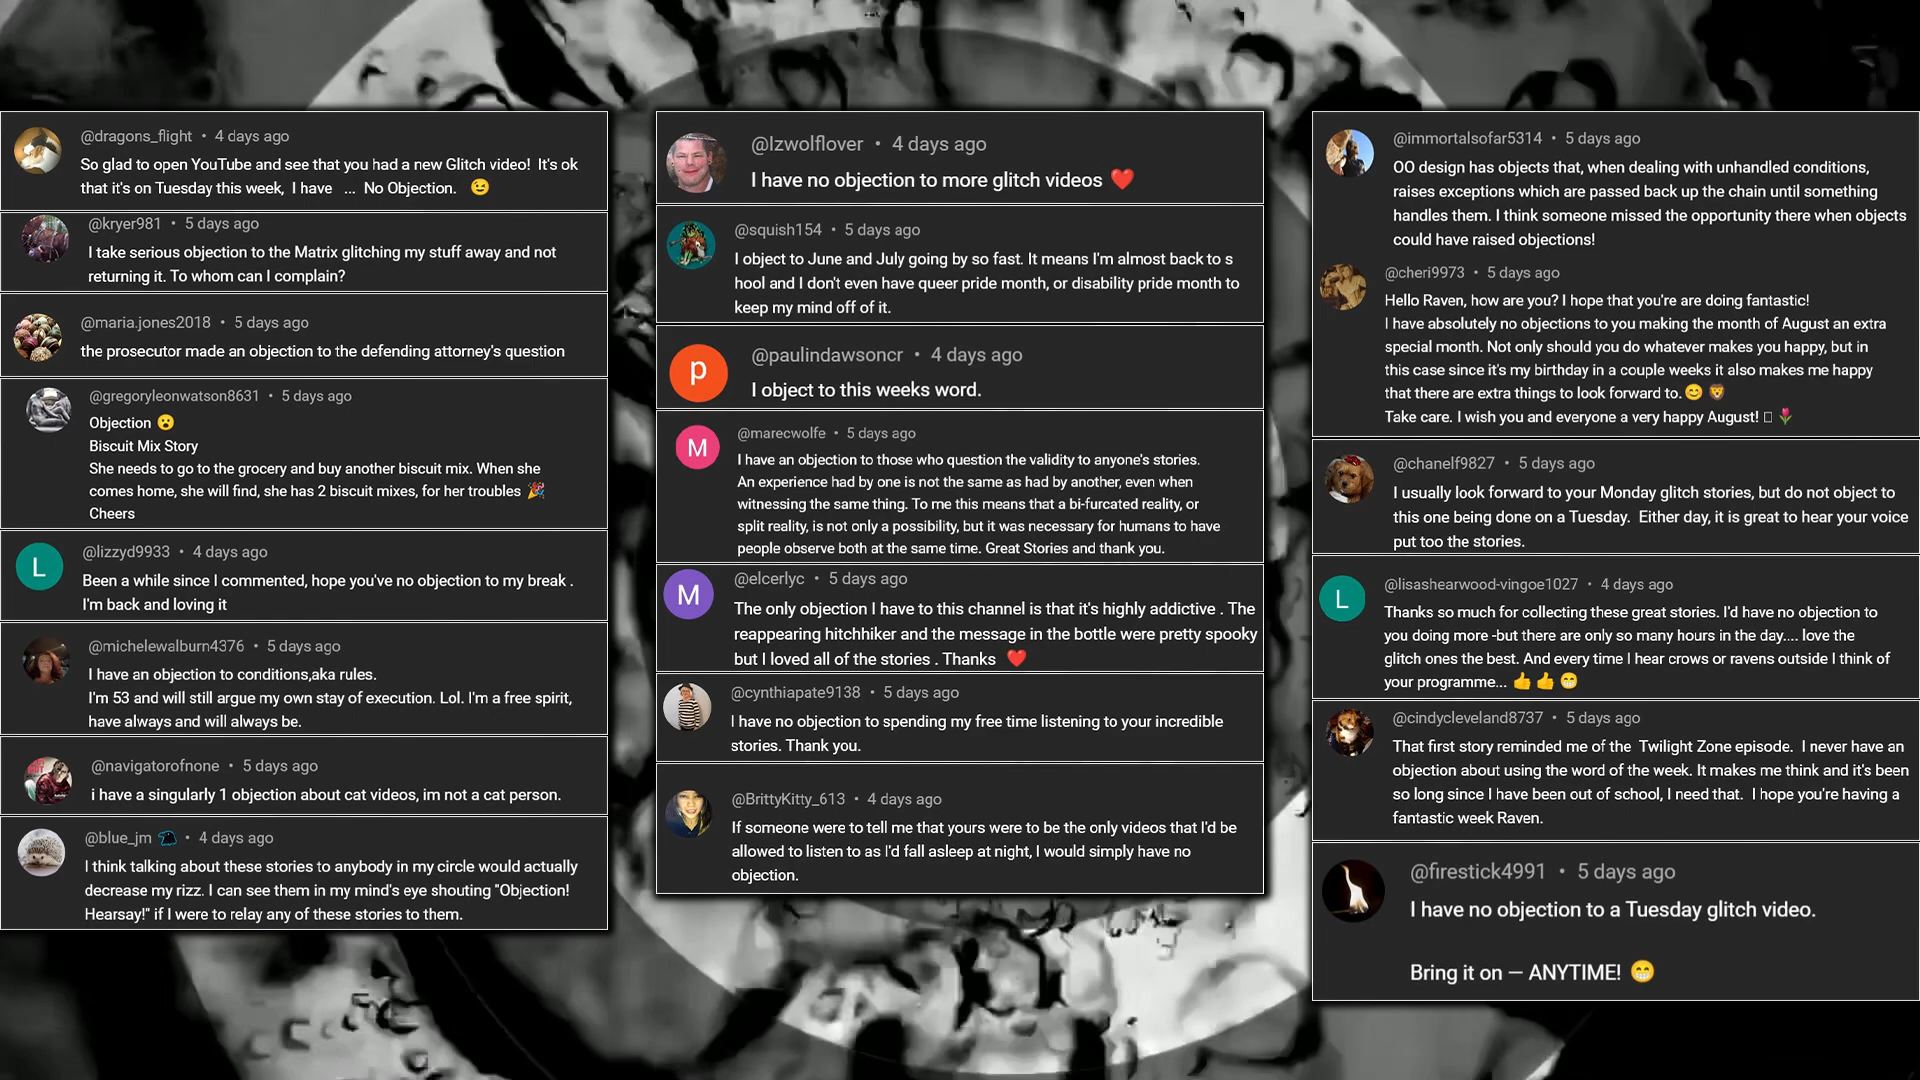 @dragons_flight • 4 days ago
So glad to open YouTube and see that you had a new Glitch video! It's ok
that it's on Tuesday this week, I have ... No Objection. 😉
@kryer981 • 5 days ago
I take serious objection to the Matrix glitching my stuff away and not
returning it. To whom can I complain?
@maria.jones2018 • 5 days ago
the prosecutor made an objection to the defending attorney's question
@gregoryleonwatson8631 • 5 days ago
Objection 😮
Biscuit Mix Story
She needs to go to the grocery and buy another biscuit mix. When she
comes home, she will find, she has 2 biscuit mixes, for her troubles 🎉
Cheers
L
@lizzyd9933 • 4 days ago
Been a while since I commented, hope you've no objection to my break .
I'm back and loving it
@michelewalburn4376 • 5 days ago
I have an objection to conditions,aka rules.
I'm 53 and will still argue my own stay of execution. Lol. I'm a free spirit,
have always and will always be.
@navigatorofnone • 5 days ago
i have a singularly 1 objection about cat videos, im not a cat person.
@blue_jm • 4 days ago
I think talking about these stories to anybody in my circle would actually
decrease my rizz. I can see them in my mind's eye shouting "Objection!
Hearsay!" if I were to relay any of these stories to them.
@lzwolflover • 4 days ago
I have no objection to more glitch videos ❤️
@squish154 • 5 days ago
I object to June and July going by so fast. It means I'm almost back to s
hool and I don't even have queer pride month, or disability pride month to
keep my mind off of it.
p
@paulindawsoncr • 4 days ago
I object to this weeks word.
M
@marecwolfe • 5 days ago
I have an objection to those who question the validity to anyone's stories.
An experience had by one is not the same as had by another, even when
witnessing the same thing. To me this means that a bi-furcated reality, or
split reality, is not only a possibility, but it was necessary for humans to have
people observe both at the same time. Great Stories and thank you.
M
@elcerlyc • 5 days ago
The only objection I have to this channel is that it's highly addictive . The
reappearing hitchhiker and the message in the bottle were pretty spooky
but I loved all of the stories . Thanks ❤️
@cynthiapate9138 • 5 days ago
I have no objection to spending my free time listening to your incredible
stories. Thank you.
@BrittyKitty_613 • 4 days ago
If someone were to tell me that yours were to be the only videos that I'd be
allowed to listen to as I'd fall asleep at night, I would simply have no
objection.
@immortalsofar5314 • 5 days ago
OO design has objects that, when dealing with unhandled conditions,
raises exceptions which are passed back up the chain until something
handles them. I think someone missed the opportunity there when objects
could have raised objections!
@cheri9973 • 5 days ago
Hello Raven, how are you? I hope that you're are doing fantastic!
I have absolutely no objections to you making the month of August an extra
special month. Not only should you do whatever makes you happy, but in
this case since it's my birthday in a couple weeks it also makes me happy
that there are extra things to look forward to.😊 🦁
Take care. I wish you and everyone a very happy August! 🌷
@chanelf9827 • 5 days ago
I usually look forward to your Monday glitch stories, but do not object to
this one being done on a Tuesday. Either day, it is great to hear your voice
put too the stories.
L
@lisashearwood-vingoe1027 • 4 days ago
Thanks so much for collecting these great stories. I'd have no objection to
you doing more -but there are only so many hours in the day.... love the
glitch ones the best. And every time I hear crows or ravens outside I think of
your programme... 👍 👍 😁
@cindycleveland8737 • 5 days ago
That first story reminded me of the Twilight Zone episode. I never have an
objection about using the word of the week. It makes me think and it's been
so long since I have been out of school, I need that. I hope you're having a
fantastic week Raven.
@firestick4991 • 5 days ago
I have no objection to a Tuesday glitch video.
Bring it on — ANYTIME! 😁